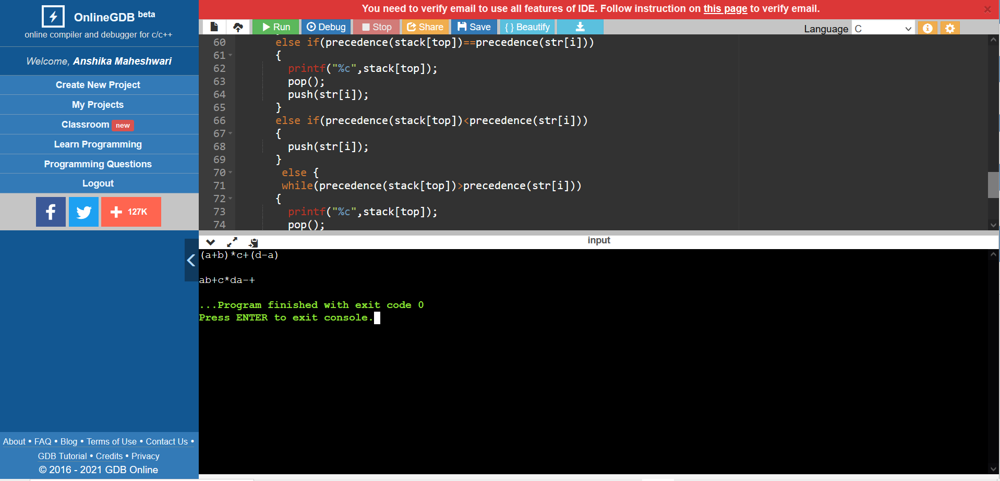 OnlineGDB beta
online compiler and debugger for c/c++
Welcome, Anshika Maheshwari
Create New Project
My Projects
Classroom new
Learn Programming
Programming Questions
Logout
127K
About • FAQ • Blog • Terms of Use • Contact Us •
GDB Tutorial • Credits • Privacy
© 2016 - 2021 GDB Online
You need to verify email to use all features of IDE. Follow instruction on this page to verify email.
Run Debug Stop Share Save { } Beautify
Language C
60 else if(precedence(stack[top])==precedence(str[i]))
61 {
62 printf("%c",stack[top]);
63 pop();
64 push(str[i]);
65 }
66 else if(precedence(stack[top])<precedence(str[i]))
67 {
68 push(str[i]);
69 }
70 else {
71 while(precedence(stack[top])>precedence(str[i]))
72 {
73 printf("%c",stack[top]);
74 pop();
input
(a+b)*c+(d-a)
ab+c*da-+
...Program finished with exit code 0
Press ENTER to exit console.